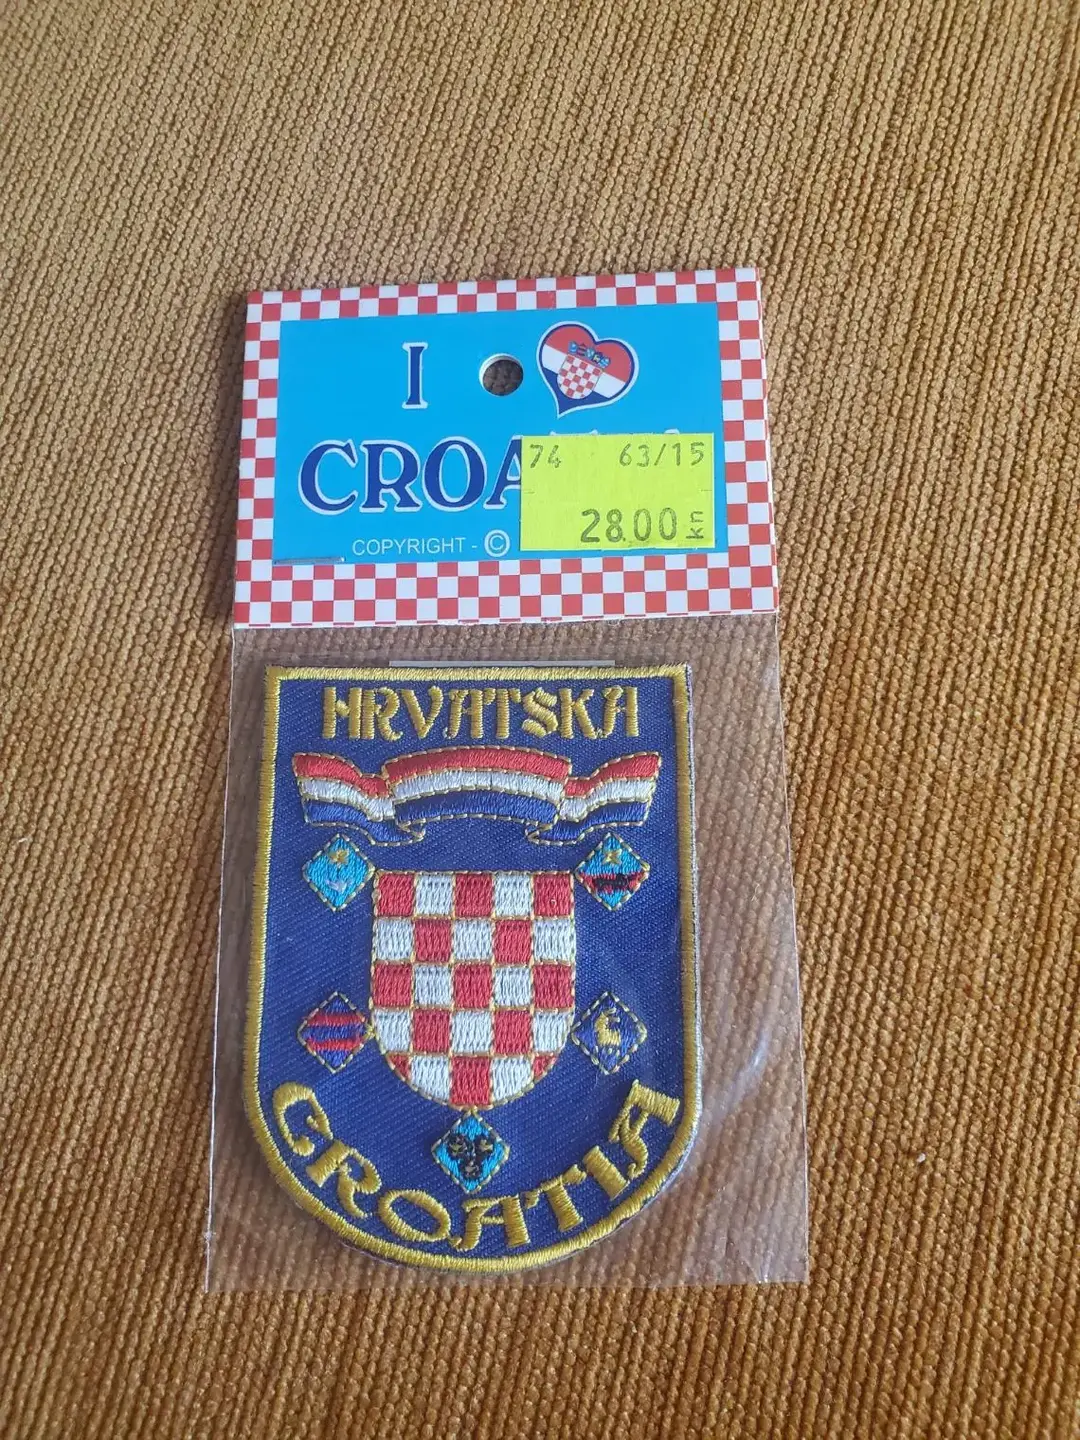 I
CROA
74 63/15
28.00 kn
COPYRIGHT - ©
HRVATSKA
CROATIA